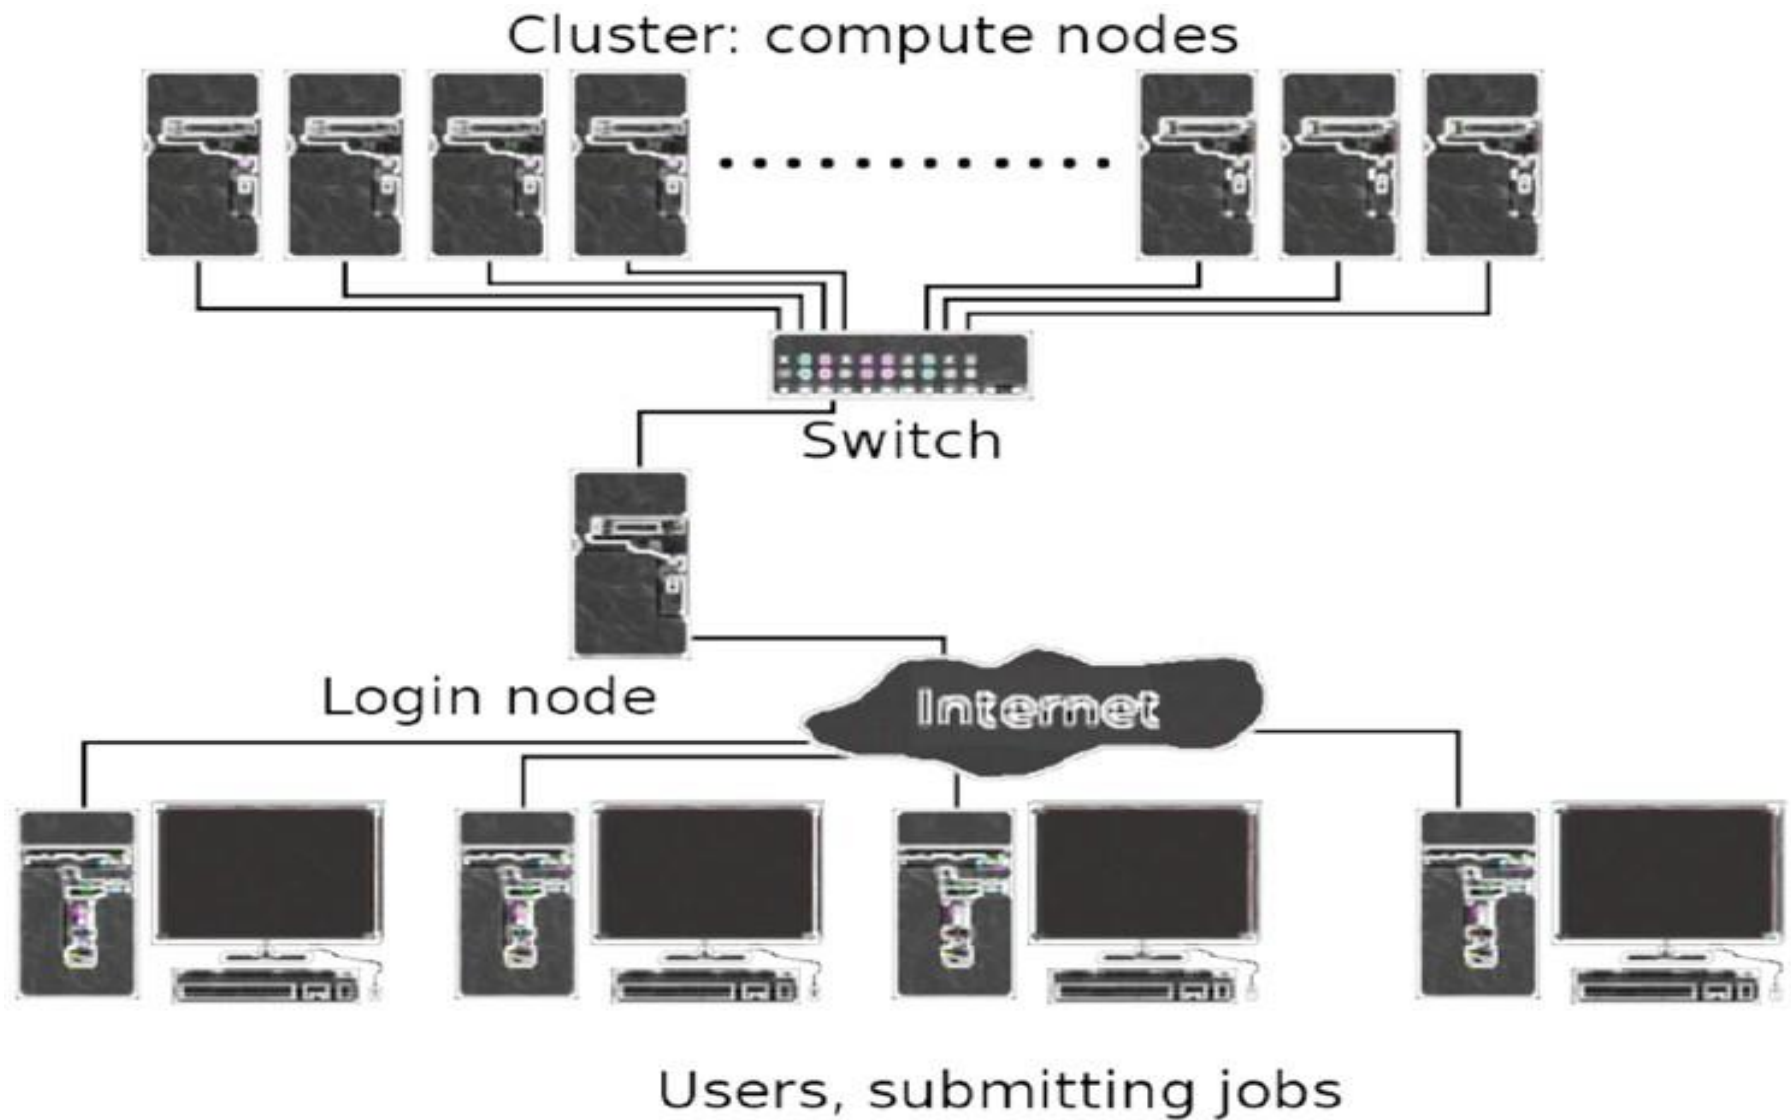 Cluster: compute nodes
Switch
Login node
Internet
Users, submitting jobs